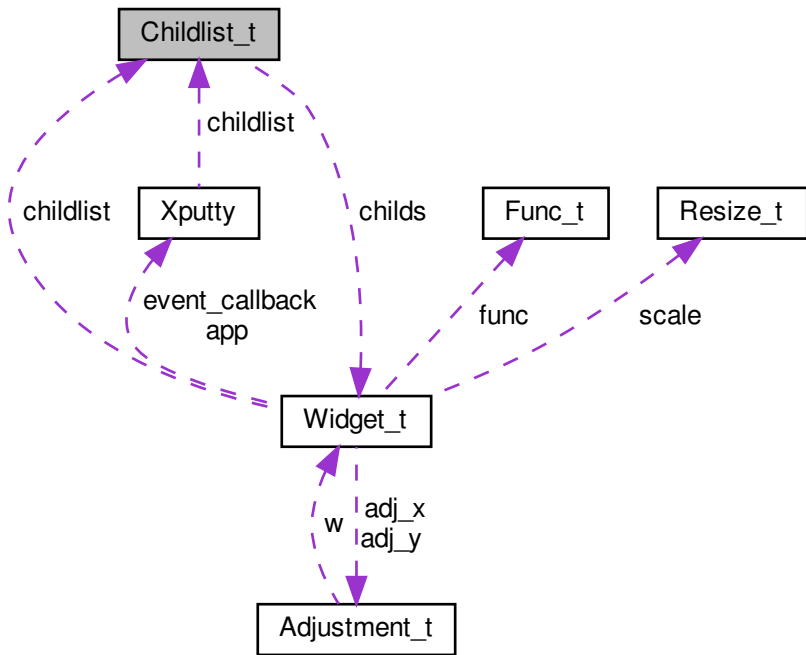 Childlist_t
childlist
childlist
Xputty
childs
Func_t
Resize_t
event_callback
app
func
scale
Widget_t
w
adj_x
adj_y
Adjustment_t